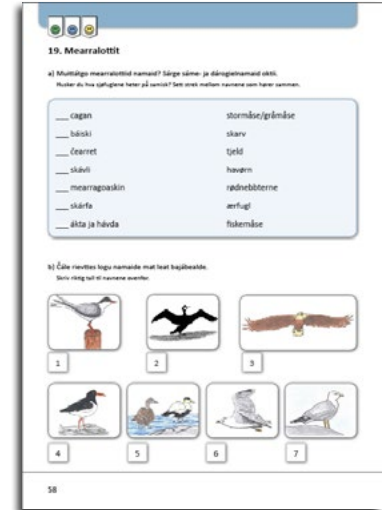 19. Mearralottit
a) Muittátgo mearralottiid namaid? Sárgo sáme- ja dárogielnamaid oktii.
Husker du hva sjøfuglene heter på samisk? Sett strek mellom navnene som hører sammen.
___ cagan
stormåse/gråmåse
___ báiski
skarv
___ čearret
tjeld
___ skávli
havørn
___ mearragoaskin
rødnebbterne
___ skárfa
ærfugl
___ ákta ja hávda
fiskemåse
b) Čále rievttes logu namaide mat leat bajábealde.
Skriv riktig tall til navnene ovenfor.
1
2
3
4
5
6
7
58